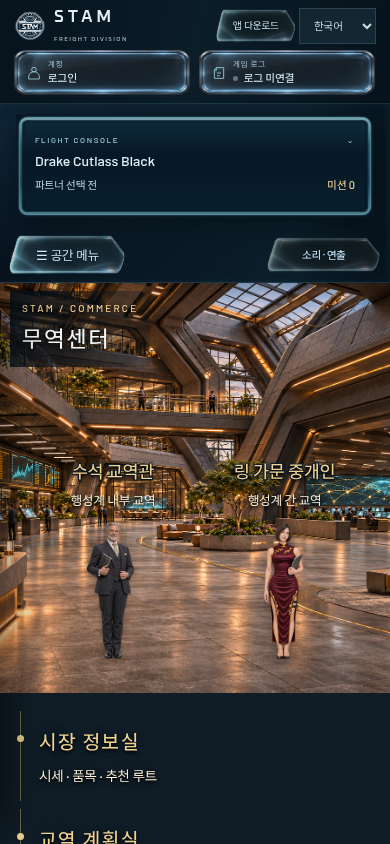 STAM
STAM
FREIGHT DIVISION
앱 다운로드
한국어
계정
로그인
게임 로그
로그 미연결
FLIGHT CONSOLE
Drake Cutlass Black
파트너 선택 전
미션 0
☰ 공간 메뉴
소리·연출
STAM / COMMERCE
무역센터
수석 교역관
행성계 내부 교역
링 가문 중개인
행성계 간 교역
시장 정보실
시세·품목·추천 루트
교역 계획실